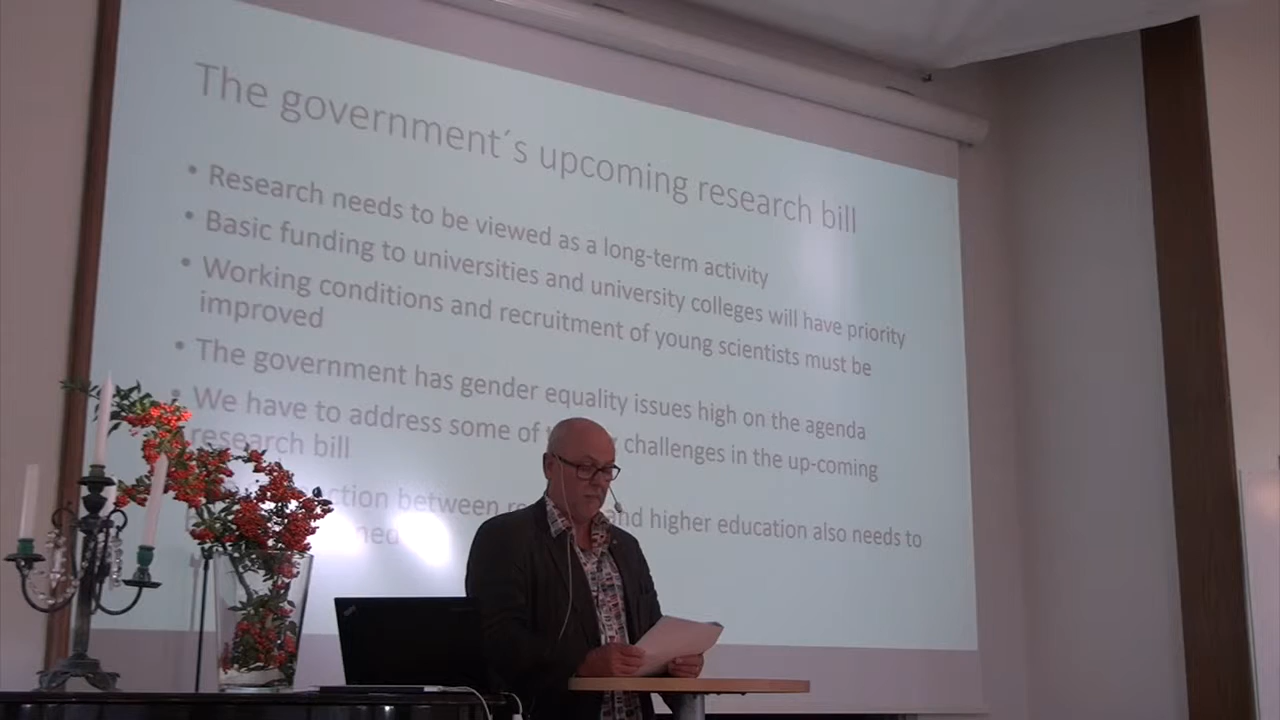 The government´s upcoming research bill
• Research needs to be viewed as a long-term activity
• Basic funding to universities and university colleges will have priority
• Working conditions and recruitment of young scientists must be
improved
• The government has gender equality issues high on the agenda
• We have to address some of challenges in the up-coming
research bill
between and higher education also needs to